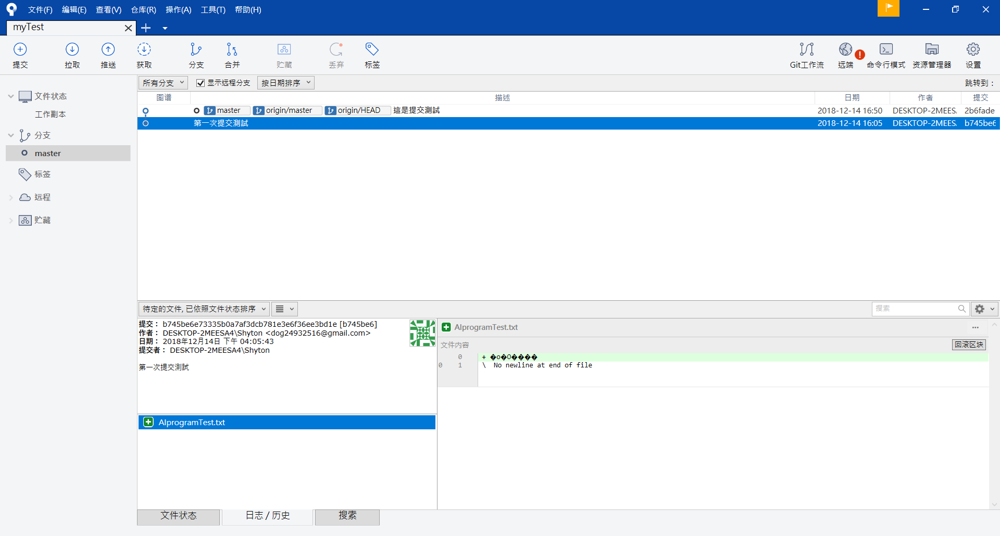 文件(F) 编辑(E) 查看(V) 仓库(R) 操作(A) 工具(T) 帮助(H)
myTest
提交 拉取 推送 获取 分支 合并 贮藏 丢弃 标签 Git工作流 远端 命令行模式 资源管理器 设置
所有分支 显示远程分支 按日期排序 跳转到：
文件状态
工作副本
分支
master
标签
远程
贮藏
图谱 描述 日期 作者 提交
master origin/master origin/HEAD 這是提交测試 2018-12-14 16:50 DESKTOP-2MEES 2b6fade
第一次提交测試 2018-12-14 16:05 DESKTOP-2MEES b745be6
待定的文件, 已依照文件状态排序 搜索
提交： b745be6e73335b0a7af3dcb781e3e6f36ee3bd1e [b745be6]
作者： DESKTOP-2MEESA4\Shyton <dog24932516@gmail.com>
日期： 2018年12月14日 下午 04:05:43
提交者： DESKTOP-2MEESA4\Shyton
第一次提交测試
AIprogramTest.txt
AIprogramTest.txt ...
文件内容 回滚区块
0 + �o�O����
0 1 \ No newline at end of file
文件状态 日志 / 历史 搜索